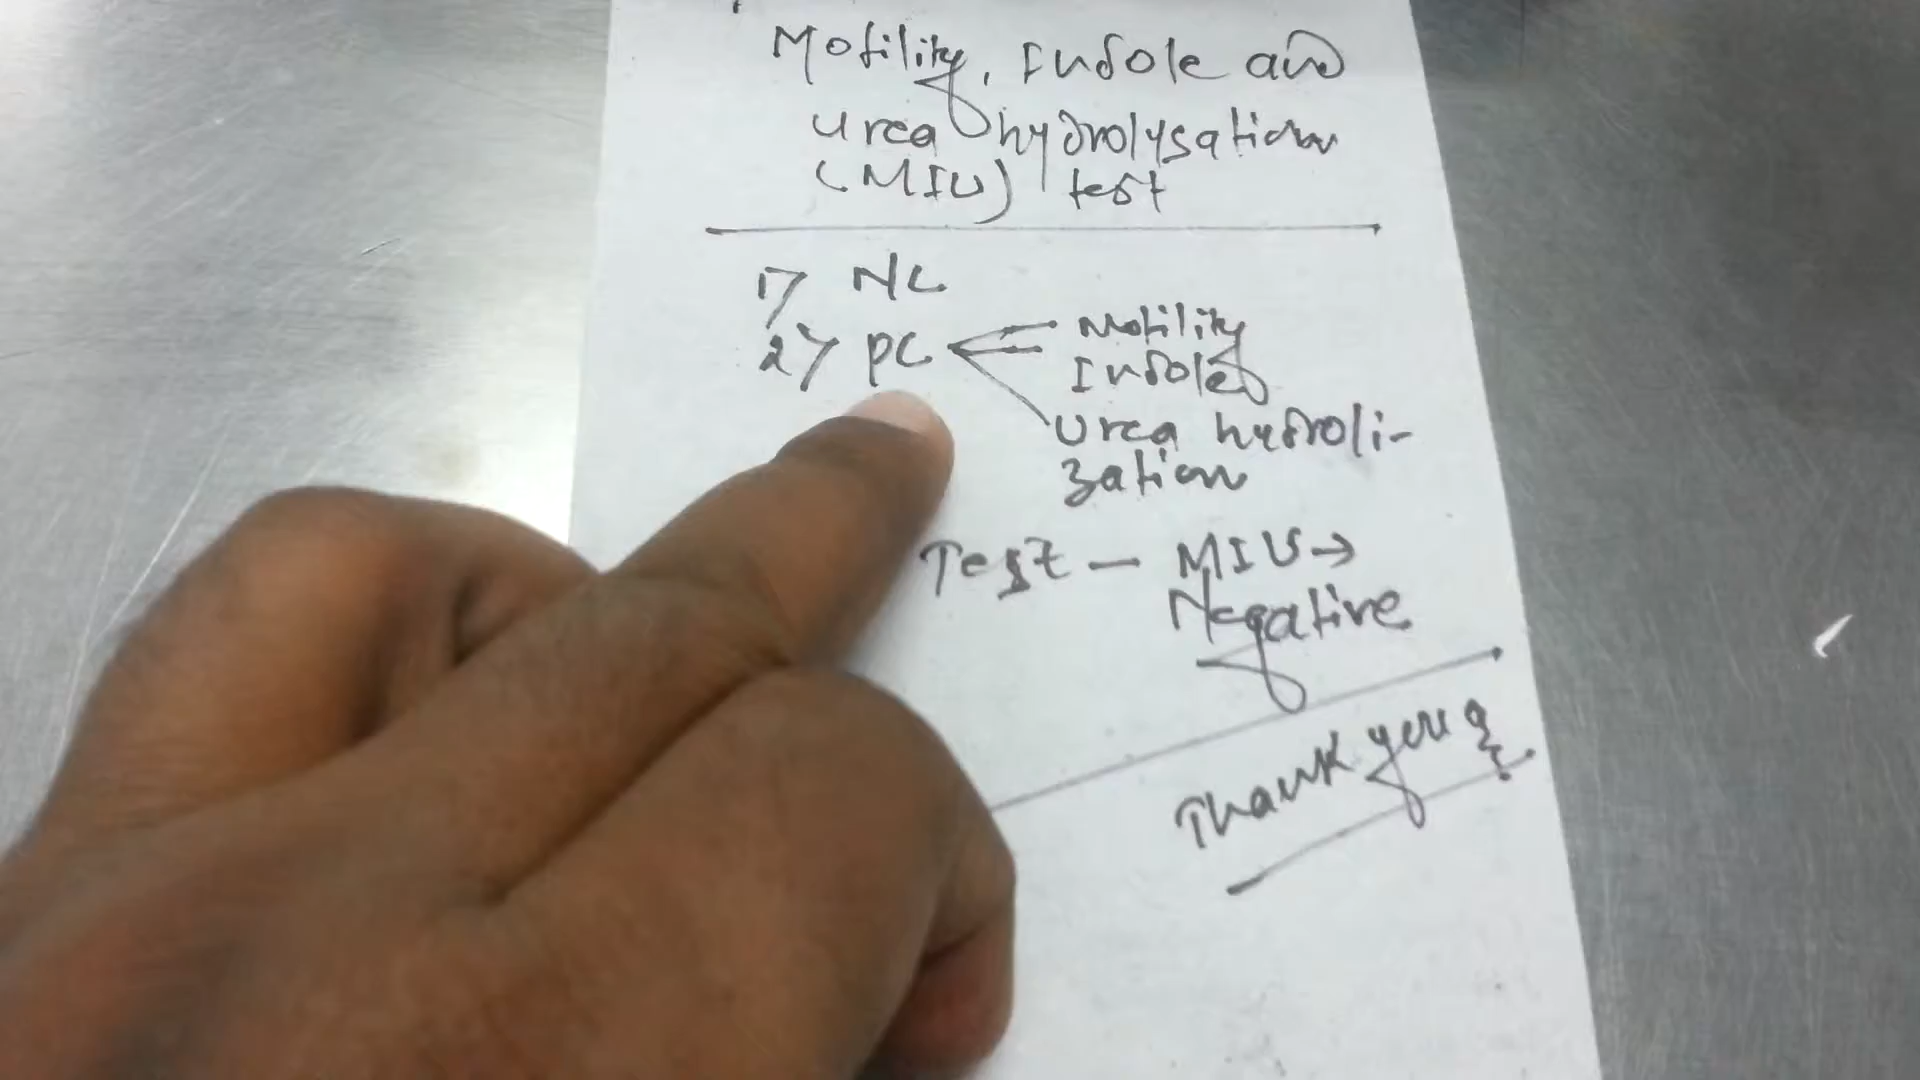 Motility, Indole and
urea hydrolysation
(MIU) test
1> NC
2> PC
Motility
Indole
Urea hydroli-
zation
Test - MIU →
Negative
Thank you